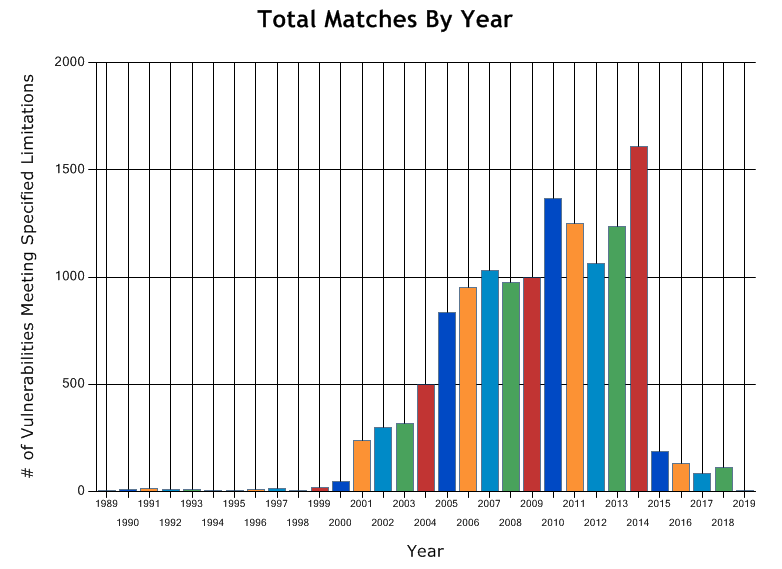 Total Matches By Year
# of Vulnerabilities Meeting Specified Limitations
2000
1500
1000
500
0
1989 1991 1993 1995 1997 1999 2001 2003 2005 2007 2009 2011 2013 2015 2017 2019
1990 1992 1994 1996 1998 2000 2002 2004 2006 2008 2010 2012 2014 2016 2018
Year